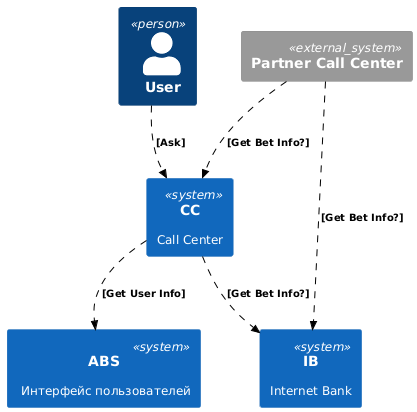 «person»
User
«external_system»
Partner Call Center
[Ask]
[Get Bet Info?]
[Get Bet Info?]
«system»
CC
Call Center
[Get User Info]
[Get Bet Info?]
«system»
ABS
Интерфейс пользователей
«system»
IB
Internet Bank